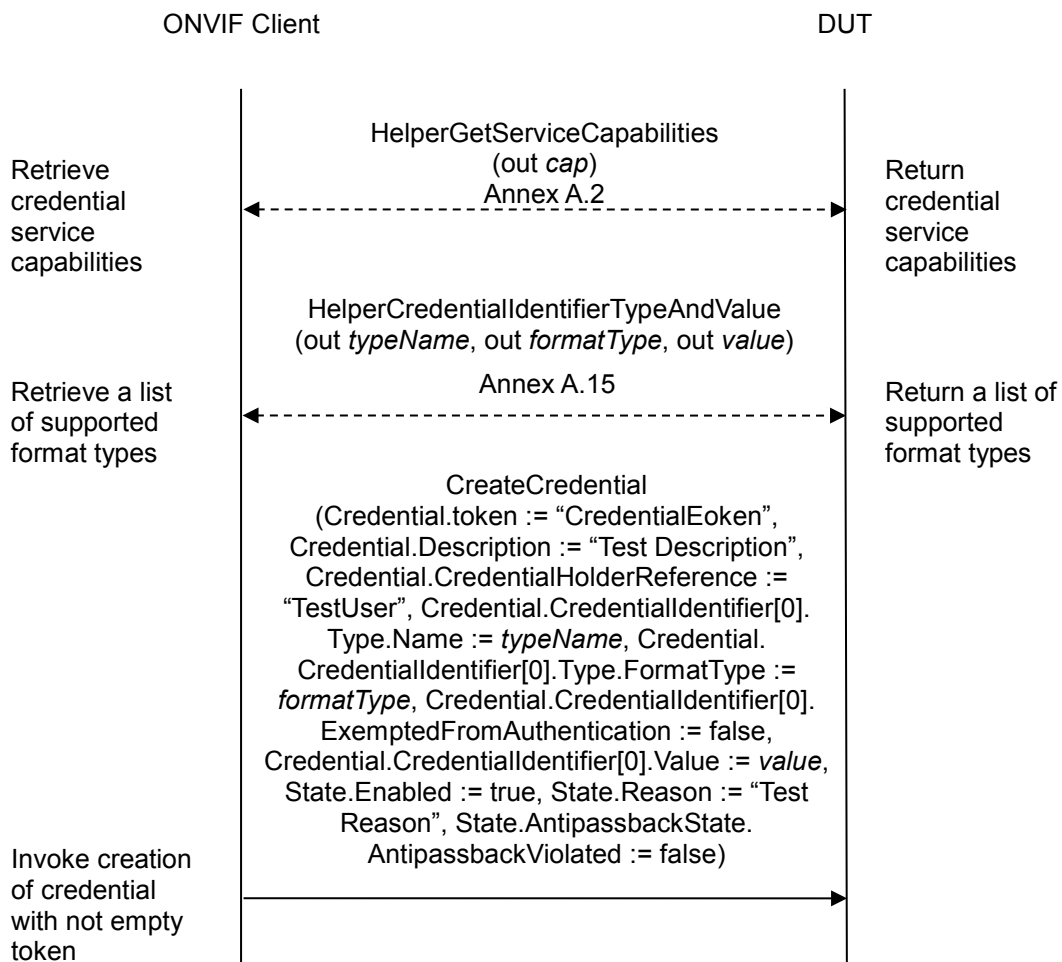 ONVIF Client
DUT
HelperGetServiceCapabilities
(out cap)
Annex A.2
Retrieve
credential
service
capabilities
Return
credential
service
capabilities
HelperCredentialIdentifierTypeAndValue
(out typeName, out formatType, out value)
Annex A.15
Retrieve a list
of supported
format types
Return a list of
supported
format types
CreateCredential
(Credential.token := “CredentialEoken”,
Credential.Description := “Test Description”,
Credential.CredentialHolderReference :=
“TestUser”, Credential.CredentialIdentifier[0].
Type.Name := typeName, Credential.
CredentialIdentifier[0].Type.FormatType :=
formatType, Credential.CredentialIdentifier[0].
ExemptedFromAuthentication := false,
Credential.CredentialIdentifier[0].Value := value,
State.Enabled := true, State.Reason := “Test
Reason”, State.AntipassbackState.
AntipassbackViolated := false)
Invoke creation
of credential
with not empty
token